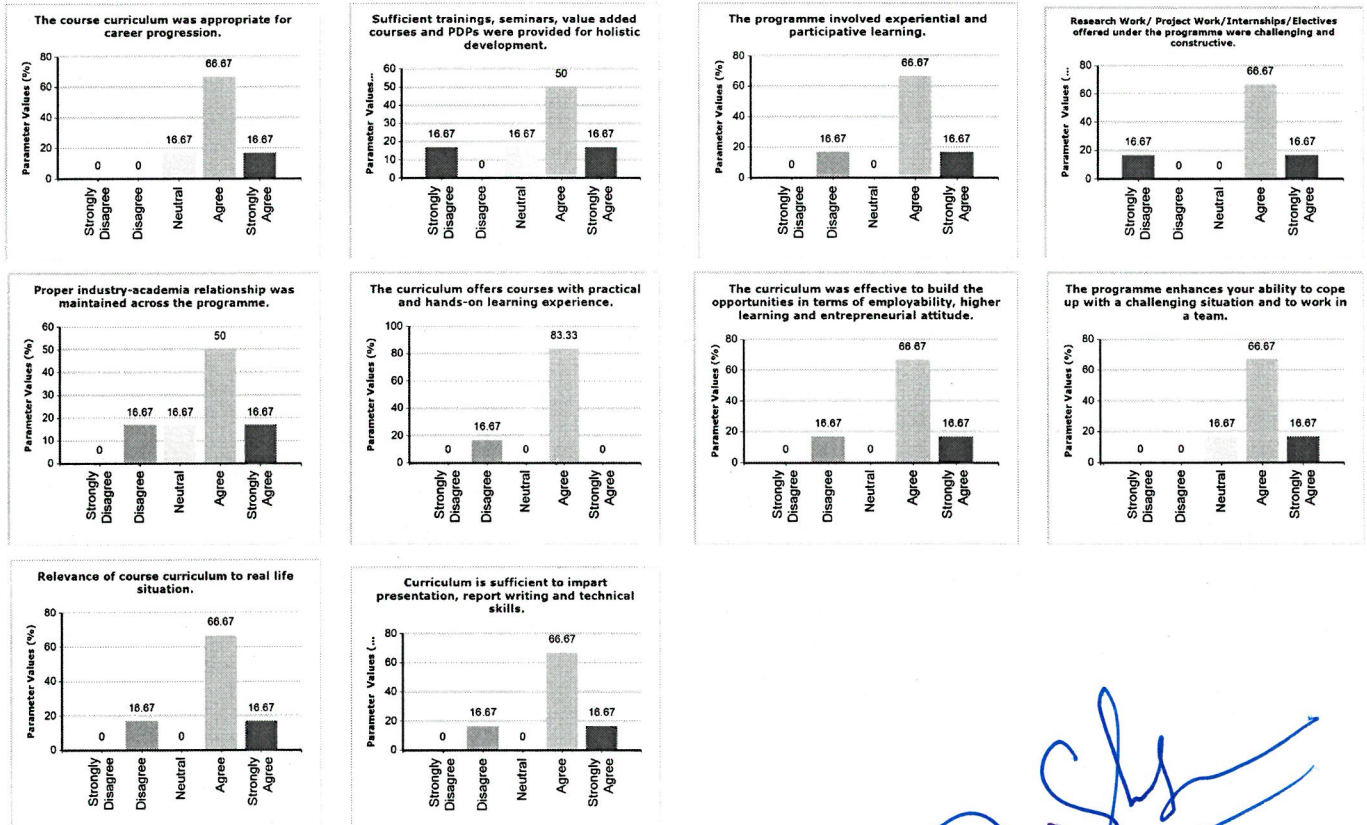 The course curriculum was appropriate for
career progression.
Parameter Values (%)
80
60
40
20
0
0
0
16.67
66.67
16.67
Strongly
Disagree
Disagree
Neutral
Agree
Strongly
Agree
Sufficient trainings, seminars, value added
courses and PDPs were provided for holistic
development.
Parameter Values...
60
50
40
30
20
10
0
16.67
0
16.67
50
16.67
Strongly
Disagree
Disagree
Neutral
Agree
Strongly
Agree
The programme involved experiential and
participative learning.
Parameter Values (%)
80
60
40
20
0
0
16.67
0
66.67
16.67
Strongly
Disagree
Disagree
Neutral
Agree
Strongly
Agree
Research Work/ Project Work/Internships/Electives
offered under the programme were challenging and
constructive.
Parameter Values (...
80
60
40
20
0
16.67
0
0
66.67
16.67
Strongly
Disagree
Disagree
Neutral
Agree
Strongly
Agree
Proper industry-academia relationship was
maintained across the programme.
Parameter Values (%)
60
50
40
30
20
10
0
0
16.67
16.67
50
16.67
Strongly
Disagree
Disagree
Neutral
Agree
Strongly
Agree
The curriculum offers courses with practical
and hands-on learning experience.
Parameter Values (%)
100
80
60
40
20
0
0
16.67
0
83.33
0
Strongly
Disagree
Disagree
Neutral
Agree
Strongly
Agree
The curriculum was effective to build the
opportunities in terms of employability, higher
learning and entrepreneurial attitude.
Parameter Values (%)
80
60
40
20
0
0
16.67
0
66.67
16.67
Strongly
Disagree
Disagree
Neutral
Agree
Strongly
Agree
The programme enhances your ability to cope
up with a challenging situation and to work in
a team.
Parameter Values (%)
80
60
40
20
0
0
0
16.67
66.67
16.67
Strongly
Disagree
Disagree
Neutral
Agree
Strongly
Agree
Relevance of course curriculum to real life
situation.
Parameter Values (%)
80
60
40
20
0
0
16.67
0
66.67
16.67
Strongly
Disagree
Disagree
Neutral
Agree
Strongly
Agree
Curriculum is sufficient to impart
presentation, report writing and technical
skills.
Parameter Values (...
80
60
40
20
0
0
16.67
0
66.67
16.67
Strongly
Disagree
Disagree
Neutral
Agree
Strongly
Agree